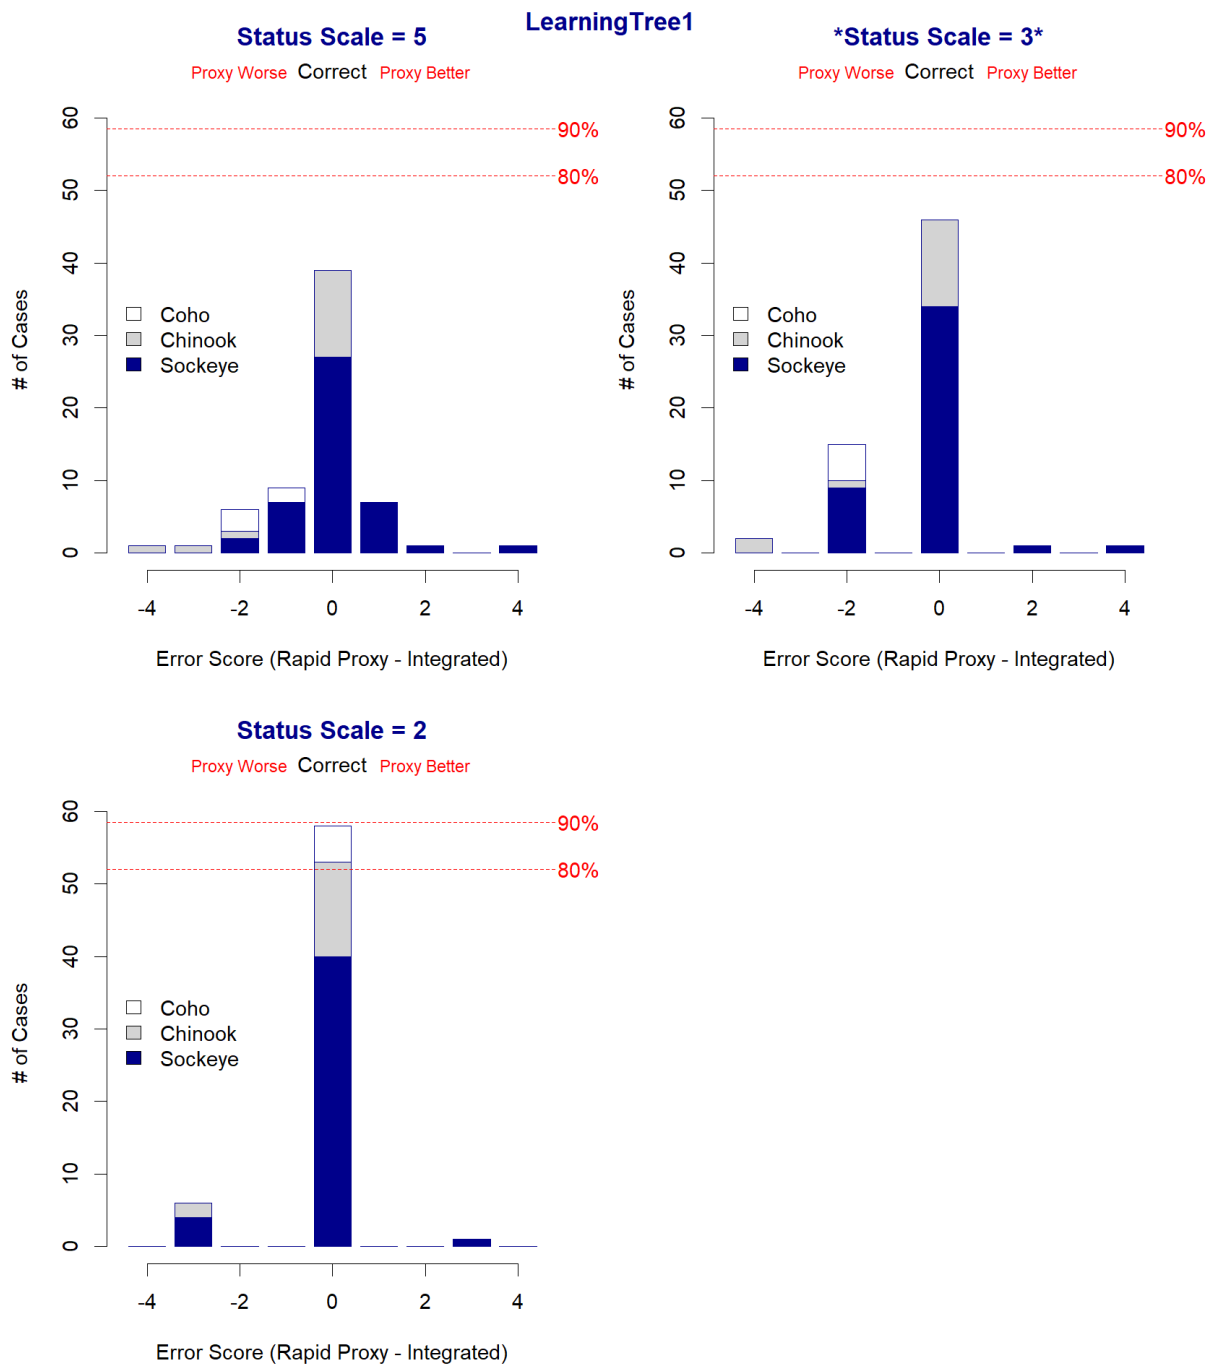 LearningTree1
Status Scale = 5
Proxy Worse Correct Proxy Better
60
50
40
30
20
10
0
90%
80%
# of Cases
Coho
Chinook
Sockeye
-4 -2 0 2 4
Error Score (Rapid Proxy - Integrated)
*Status Scale = 3*
Proxy Worse Correct Proxy Better
60
50
40
30
20
10
0
90%
80%
# of Cases
Coho
Chinook
Sockeye
-4 -2 0 2 4
Error Score (Rapid Proxy - Integrated)
Status Scale = 2
Proxy Worse Correct Proxy Better
60
50
40
30
20
10
0
90%
80%
# of Cases
Coho
Chinook
Sockeye
-4 -2 0 2 4
Error Score (Rapid Proxy - Integrated)